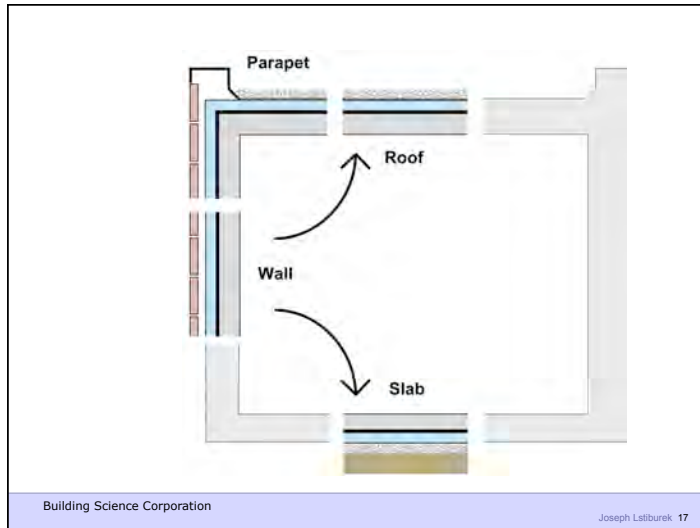 Parapet
Roof
Wall
Slab
Building Science Corporation
Joseph Lstiburek 17